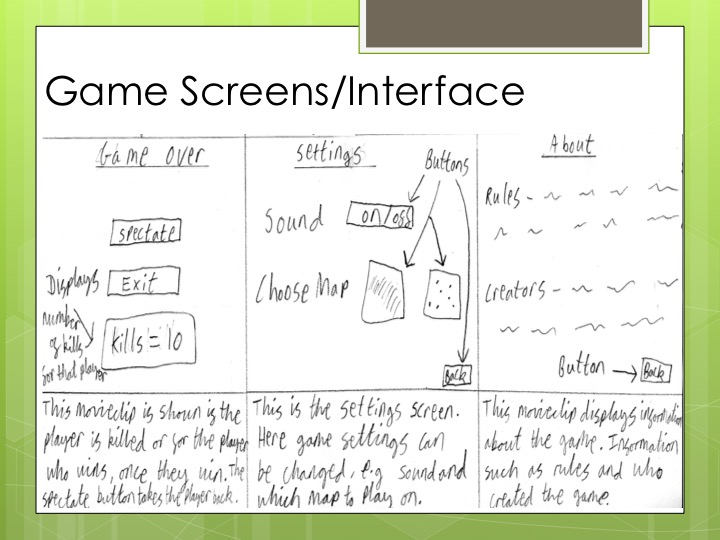 Game Screens/Interface
Game over
spectate
Exit
Displays
number
of kills
for that player
kills = 10
This movieclip is shown is the
player is killed or for the player
who wins, once they win. The
spectate button takes the player back.
settings
Buttons
Sound
on/off
Choose Map
Back
This is the settings screen.
Here game settings can
be changed, e.g sound and
which map to play on.
About
Rules -
Creators -
Button
Back
This movieclip displays information
about the game. Information
such as rules and who
created the game.